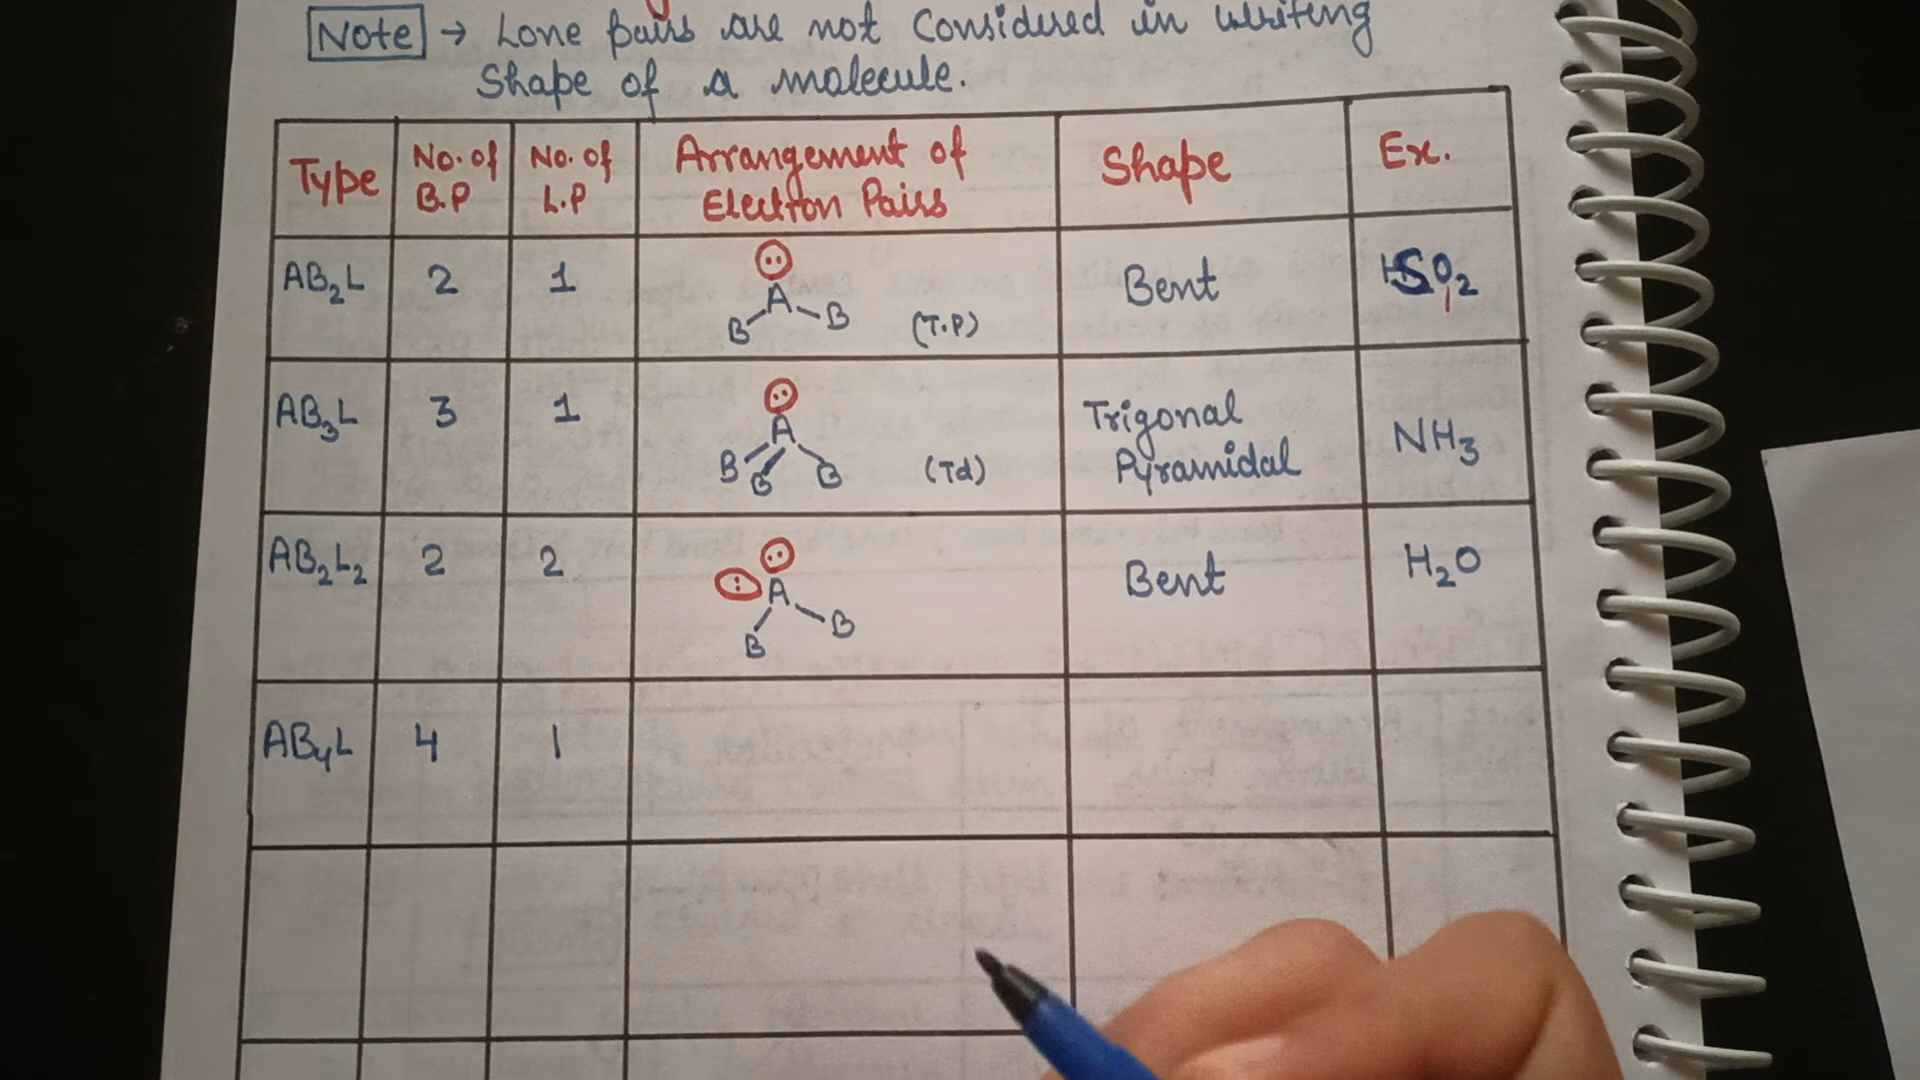 Note → Lone pairs are not Considered in writing
Shape of a molecule.
Type No. of B.P No. of L.P Arrangement of Electron Pairs Shape Ex.
AB₂L 2 1 A B B (T.P) Bent SO₂
AB₃L 3 1 A B B B (Td) Trigonal Pyramidal NH₃
AB₂L₂ 2 2 A B B Bent H₂O
AB₄L 4 1